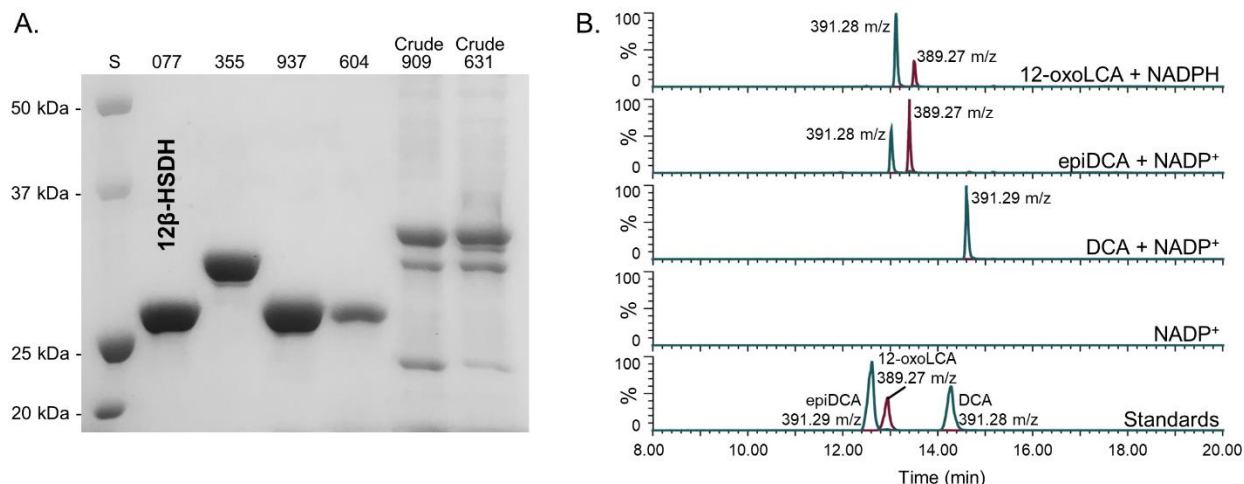 A.
S 077 355 937 604 Crude 909 Crude 631
50 kDa -
37 kDa -
25 kDa -
20 kDa -
12β-HSDH
B.
100
%
0
391.28 m/z
389.27 m/z
12-oxoLCA + NADPH
100
%
0
391.28 m/z
389.27 m/z
epiDCA + NADP⁺
100
%
0
391.29 m/z
DCA + NADP⁺
100
%
0
NADP⁺
100
%
0
epiDCA
391.29 m/z
12-oxoLCA
389.27 m/z
DCA
391.28 m/z
Standards
8.00 10.00 12.00 14.00 16.00 18.00 20.00
Time (min)